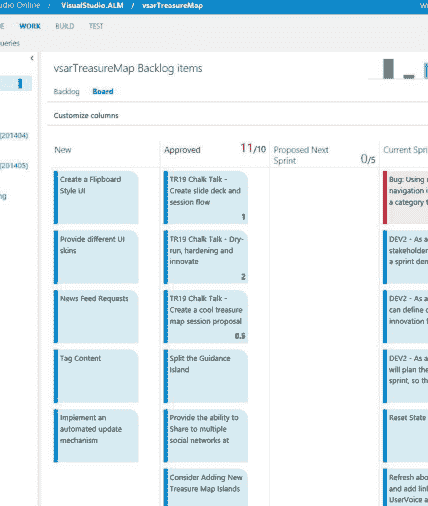 udio Online / VisualStudio.ALM / vsarTreasureMap
WORK BUILD TEST
ueries
vsarTreasureMap Backlog items
Backlog Board
Customize columns
(201404)
(201405)
ng
New
Approved 11/10
Proposed Next
Sprint 0/5
Current Spri
Create a Flipboard
Style UI
Provide different UI
skins
News Feed Requests
Tag Content
Implement an
automated update
mechanism
TR19 Chalk Talk -
Create slide deck and
session flow
1
TR19 Chalk Talk - Dry-
run, hardening and
innovate
2
TR19 Chalk Talk -
Create a cool treasure
map session proposal
0.5
Split the Guidance
Island
Provide the ability to
Share to multiple
social networks at
Consider Adding New
Treasure Map Islands
Bug: Using
navigation
a category
DEV2 - As a
stakeholder
a sprint den
DEV2 - As a
can define
innovation
DEV2 - As a
will plan the
sprint, so th
Reset State
Refresh abo
and add lin
UserVoice a